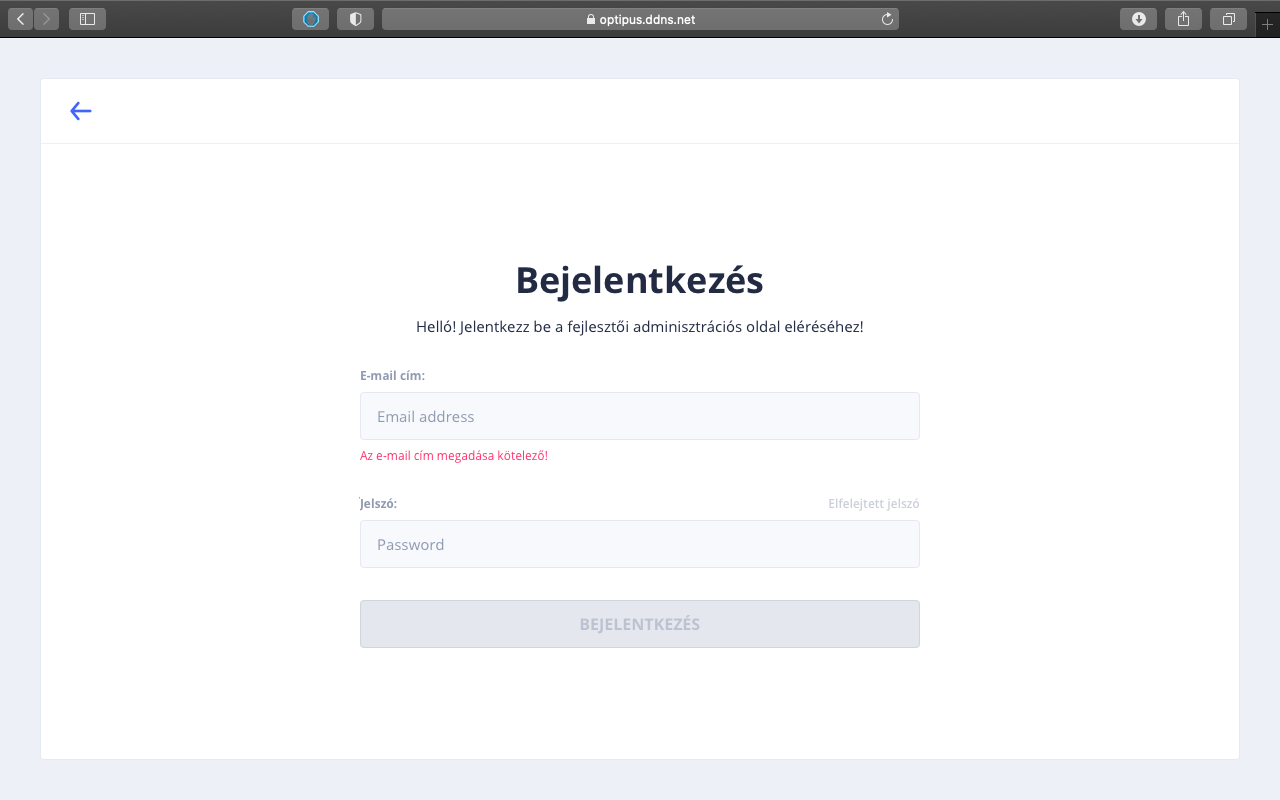 optipus.ddns.net
Bejelentkezés
Helló! Jelentkezz be a fejlesztői adminisztrációs oldal eléréséhez!
E-mail cím:
Email address
Az e-mail cím megadása kötelező!
Jelszó:
Elfelejtett jelszó
Password
BEJELENTKEZÉS